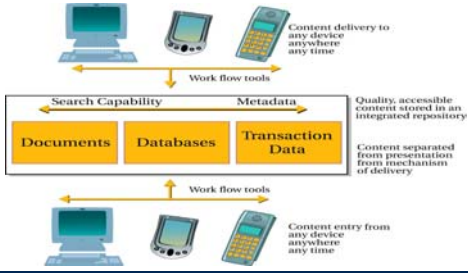 Content delivery to
any device
anywhere
any time
Work flow tools
Search Capability
Metadata
Quality, accessible
content stored in an
integrated repository
Documents
Databases
Transaction
Data
Content separated
from presentation
from mechanism
of delivery
Work flow tools
Content entry from
any device
anywhere
any time